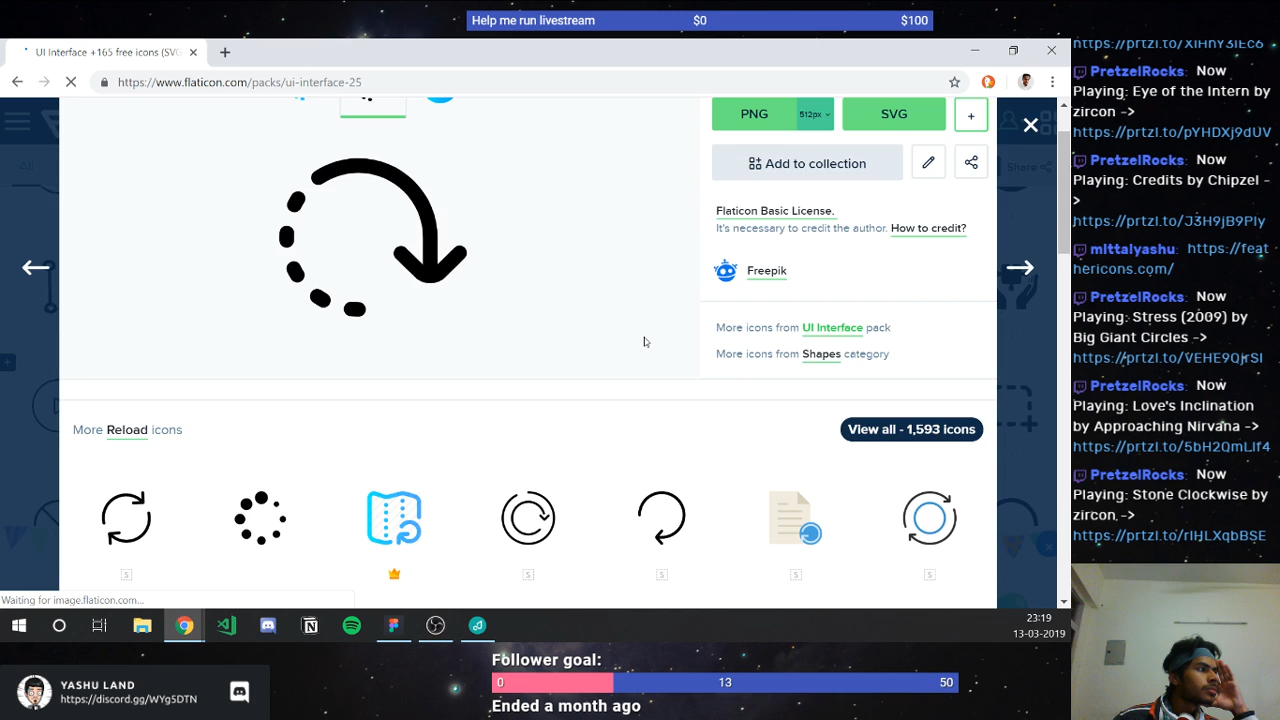 Help me run livestream $0 $100
UI Interface +165 free icons (SVG
https://www.flaticon.com/packs/ui-interface-25
PNG 512px SVG +
Add to collection
Flaticon Basic License.
It's necessary to credit the author. How to credit?
Freepik
More icons from UI Interface pack
More icons from Shapes category
All
Share
More Reload icons
View all - 1,593 icons
S S S S S
Waiting for image.flaticon.com...
23:19
13-03-2019
YASHU LAND
https://discord.gg/WYg5DTN
Follower goal:
0 13 50
Ended a month ago
PretzelRocks: Now
Playing: Eye of the Intern by
zircon ->
https://prtzl.to/pYHDXj9dUV
PretzelRocks: Now
Playing: Credits by Chipzel -
>
https://prtzl.to/J3H9jB9Ply
mittalyashu: https://feat
hericons.com/
PretzelRocks: Now
Playing: Stress (2009) by
Big Giant Circles ->
https://prtzl.to/VEHE9QjrSI
PretzelRocks: Now
Playing: Love's Inclination
by Approaching Nirvana ->
https://prtzl.to/5bH2QmLlf4
PretzelRocks: Now
Playing: Stone Clockwise by
zircon ->
https://prtzl.to/rlHLXqbBSE